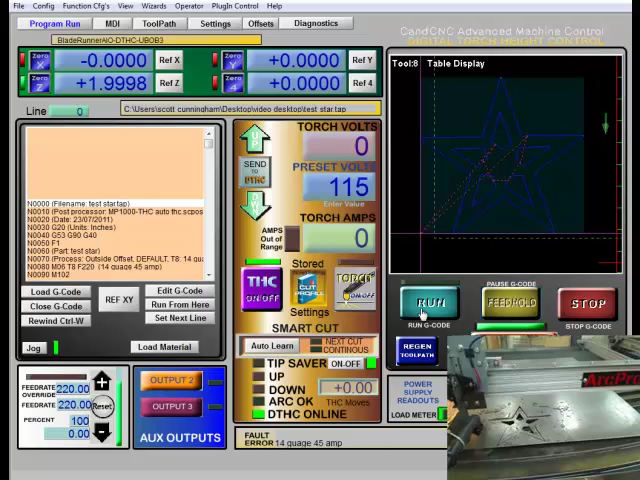 File Config Function Cfg's View Wizards Operator PlugIn Control Help
Program Run MDI ToolPath Settings Offsets Diagnostics
CandCNC Advanced Machine Control
DIGITAL TORCH HEIGHT CONTROL
BladeRunnerAIO-DTHC-UBOB3
Zero X -0.0000 Ref X Zero Y +0.0000 Ref Y
Zero Z +1.9998 Ref Z Zero 4 +0.0000 Ref 4
Tool:8 Table Display
Line 0 C:\Users\scott cunningham\Desktop\video desktop\test star.tap
N0000 (Filename: test star.tap)
N0010 (Post processor: MP1000-THC auto thc.scpos
N0020 (Date: 23/07/2011)
N0030 G20 (Units: Inches)
N0040 G53 G90 G40
N0050 F1
N0060 (Part: test star)
N0070 (Process: Outside Offset, DEFAULT, T8: 14 gu
N0080 M06 T8 F220 (14 guage 45 amp)
N0090 M102
Load G-Code
Close G-Code
Rewind Ctrl-W
REF XY
Edit G-Code
Run From Here
Set Next Line
Jog
Load Material
UP
SEND TO DTHC
TORCH VOLTS
0
PRESET VOLTS
115
Enter Value
TORCH AMPS
0
AMPS Out of Range
THC ON/OFF
Stored
CUT PROFILE
Settings
TORCH ON/OFF
SMART CUT
Auto Learn
NEXT CUT
CONTINOUS
TIP SAVER ON-OFF
UP
DOWN +0.00
ARC OK THC Moves
DTHC ONLINE
RUN
RUN G-CODE
PAUSE G-CODE
FEEDHOLD
STOP
STOP G-CODE
REGEN TOOLPATH
POWER SUPPLY READOUTS
LOAD METER
FEEDRATE OVERRIDE 220.00
FEEDRATE 220.00
PERCENT 100
0.00
Reset
OUTPUT 2
OUTPUT 3
AUX OUTPUTS
FAULT
ERROR 14 guage 45 amp
ArcPro